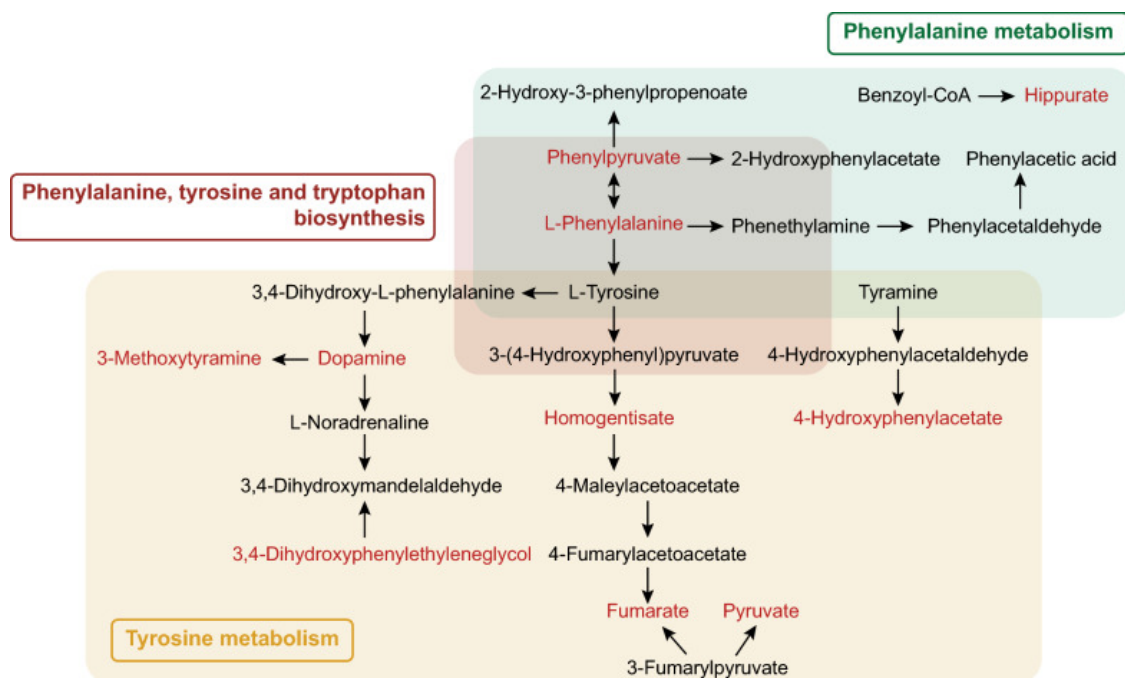 Phenylalanine metabolism
2-Hydroxy-3-phenylpropenoate
Benzoyl-CoA
Hippurate
Phenylpyruvate
2-Hydroxyphenylacetate
Phenylacetic acid
Phenylalanine, tyrosine and tryptophan
biosynthesis
L-Phenylalanine
Phenethylamine
Phenylacetaldehyde
3,4-Dihydroxy-L-phenylalanine
L-Tyrosine
Tyramine
3-Methoxytyramine
Dopamine
3-(4-Hydroxyphenyl)pyruvate
4-Hydroxyphenylacetaldehyde
L-Noradrenaline
Homogentisate
4-Hydroxyphenylacetate
3,4-Dihydroxymandelaldehyde
4-Maleylacetoacetate
3,4-Dihydroxyphenylethyleneglycol
4-Fumarylacetoacetate
Fumarate
Pyruvate
Tyrosine metabolism
3-Fumarylpyruvate